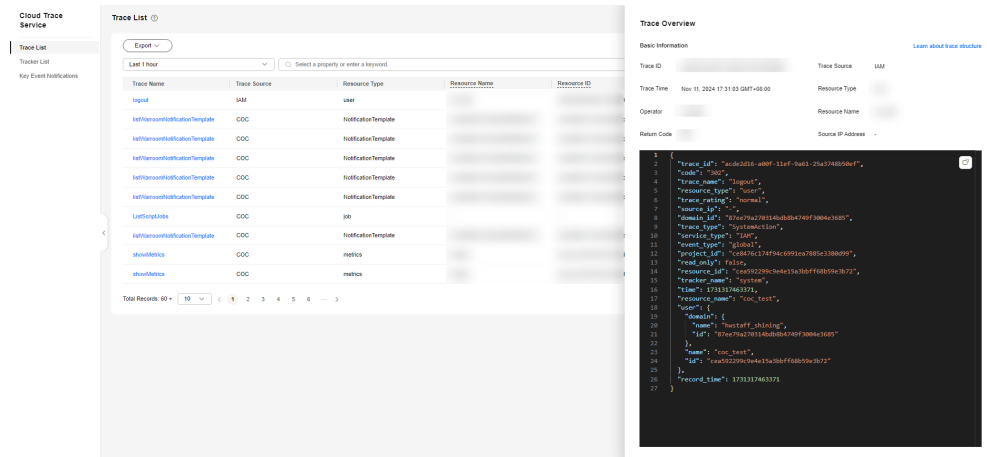 Cloud Trace
Service
Trace List
Tracker List
Key Event Notifications
Trace List
Export
Last 1 hour
Select a property or enter a keyword.
Trace Name Trace Source Resource Type Resource Name Resource ID
logout IAM user
listWarroomNotificationTemplate COC NotificationTemplate
listWarroomNotificationTemplate COC NotificationTemplate
listWarroomNotificationTemplate COC NotificationTemplate
listWarroomNotificationTemplate COC NotificationTemplate
listWarroomNotificationTemplate COC NotificationTemplate
ListScriptJobs COC job
listWarroomNotificationTemplate COC NotificationTemplate
showMetrics COC metrics
showMetrics COC metrics
Total Records: 60 + 10 < 1 2 3 4 5 6 ... >
Trace Overview
Basic Information Learn about trace structure
Trace ID Trace Source IAM
Trace Time Nov 11, 2024 17:31:03 GMT+08:00 Resource Type
Operator Resource Name
Return Code Source IP Address -
1 {
2 "trace_id": "acde2d16-a00f-11ef-9a61-25a3748b50ef",
3 "code": "302",
4 "trace_name": "logout",
5 "resource_type": "user",
6 "trace_rating": "normal",
7 "source_ip": "-",
8 "domain_id": "87ee79a270314bdb8b4749f3004e3685",
9 "trace_type": "SystemAction",
10 "service_type": "IAM",
11 "event_type": "global",
12 "project_id": "ce8476c174f94c6991ea7885e3380d99",
13 "read_only": false,
14 "resource_id": "cea592299c9e4e15a3bbff68b59e3b72",
15 "tracker_name": "system",
16 "time": 1731317463371,
17 "resource_name": "coc_test",
18 "user": {
19 "domain": {
20 "name": "hwstaff_shining",
21 "id": "87ee79a270314bdb8b4749f3004e3685"
22 },
23 "name": "coc_test",
24 "id": "cea592299c9e4e15a3bbff68b59e3b72"
25 },
26 "record_time": 1731317463371
27 }